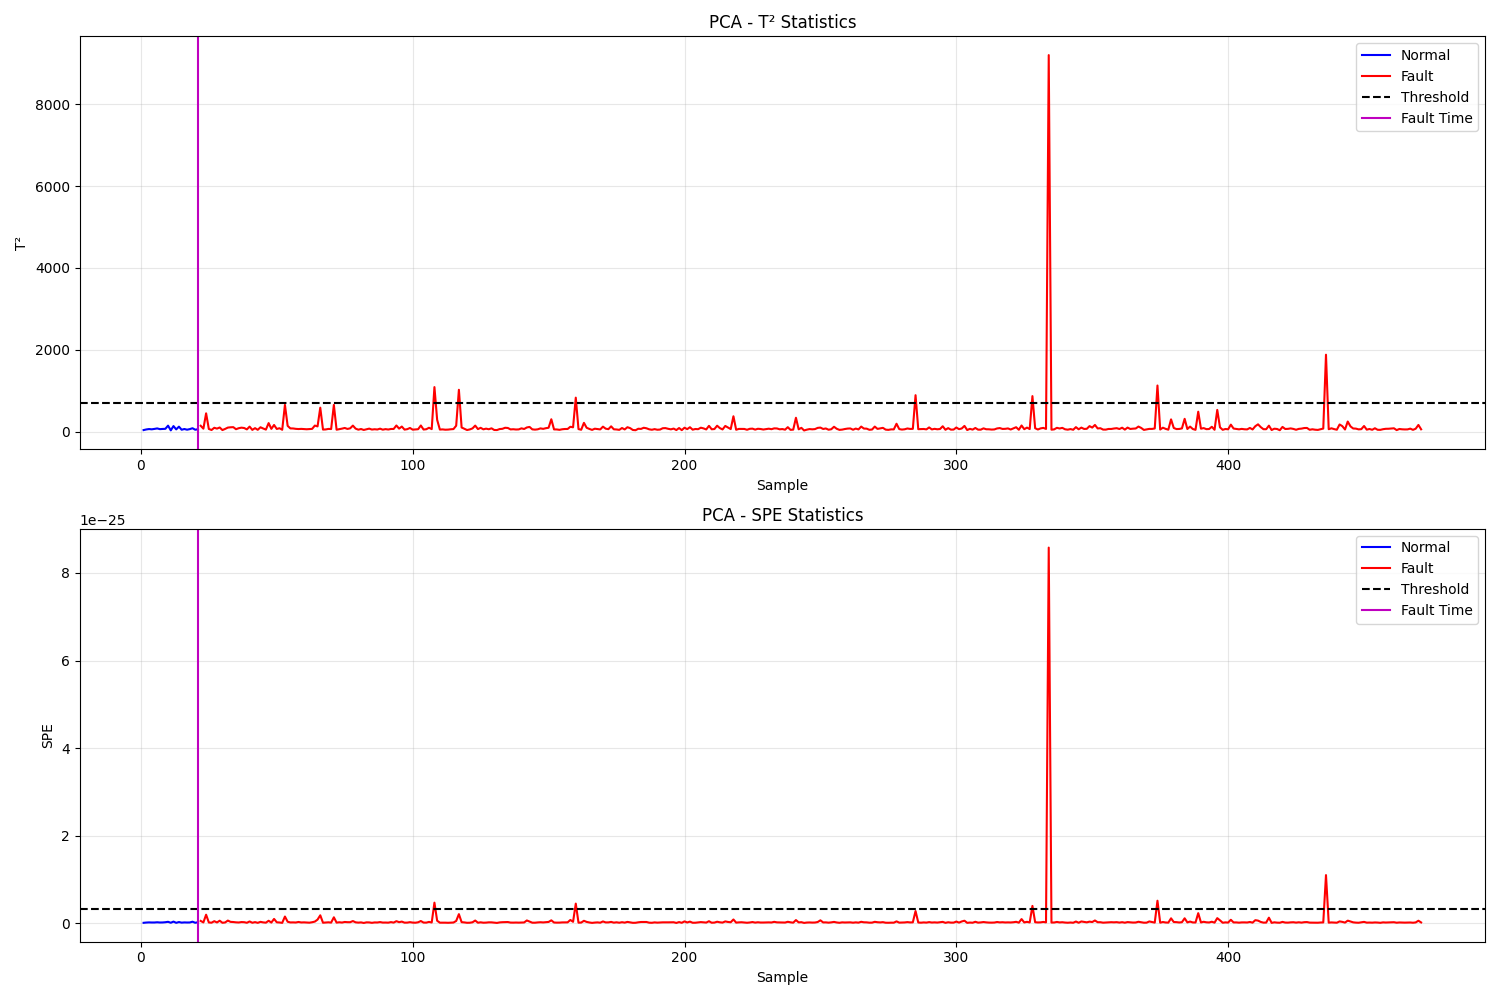 PCA - T² Statistics
T²
8000
6000
4000
2000
0
Normal
Fault
Threshold
Fault Time
0 100 200 300 400
Sample
1e−25
PCA - SPE Statistics
SPE
8
6
4
2
0
Normal
Fault
Threshold
Fault Time
0 100 200 300 400
Sample